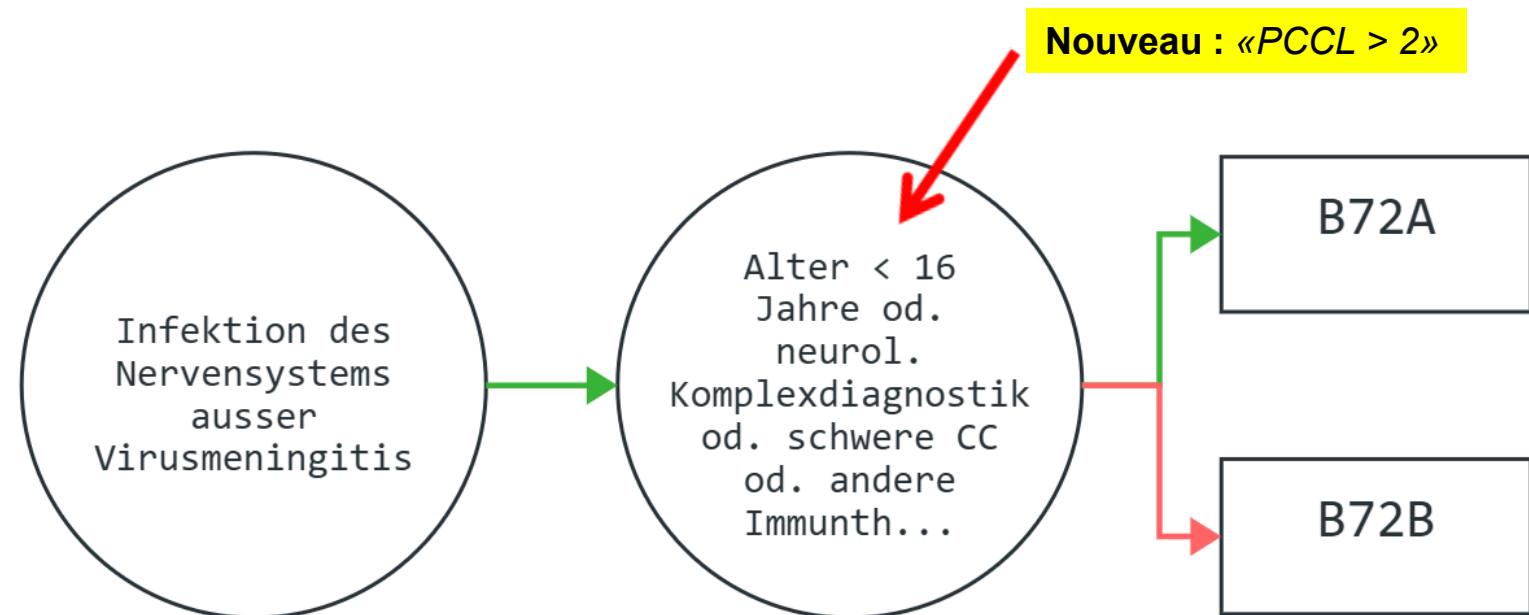 Nouveau : «PCCL > 2»
Infektion des
Nervensystems
ausser
Virusmeningitis
Alter < 16
Jahre od.
neurol.
Komplexdiagnostik
od. schwere CC
od. andere
Immunth...
B72A
B72B